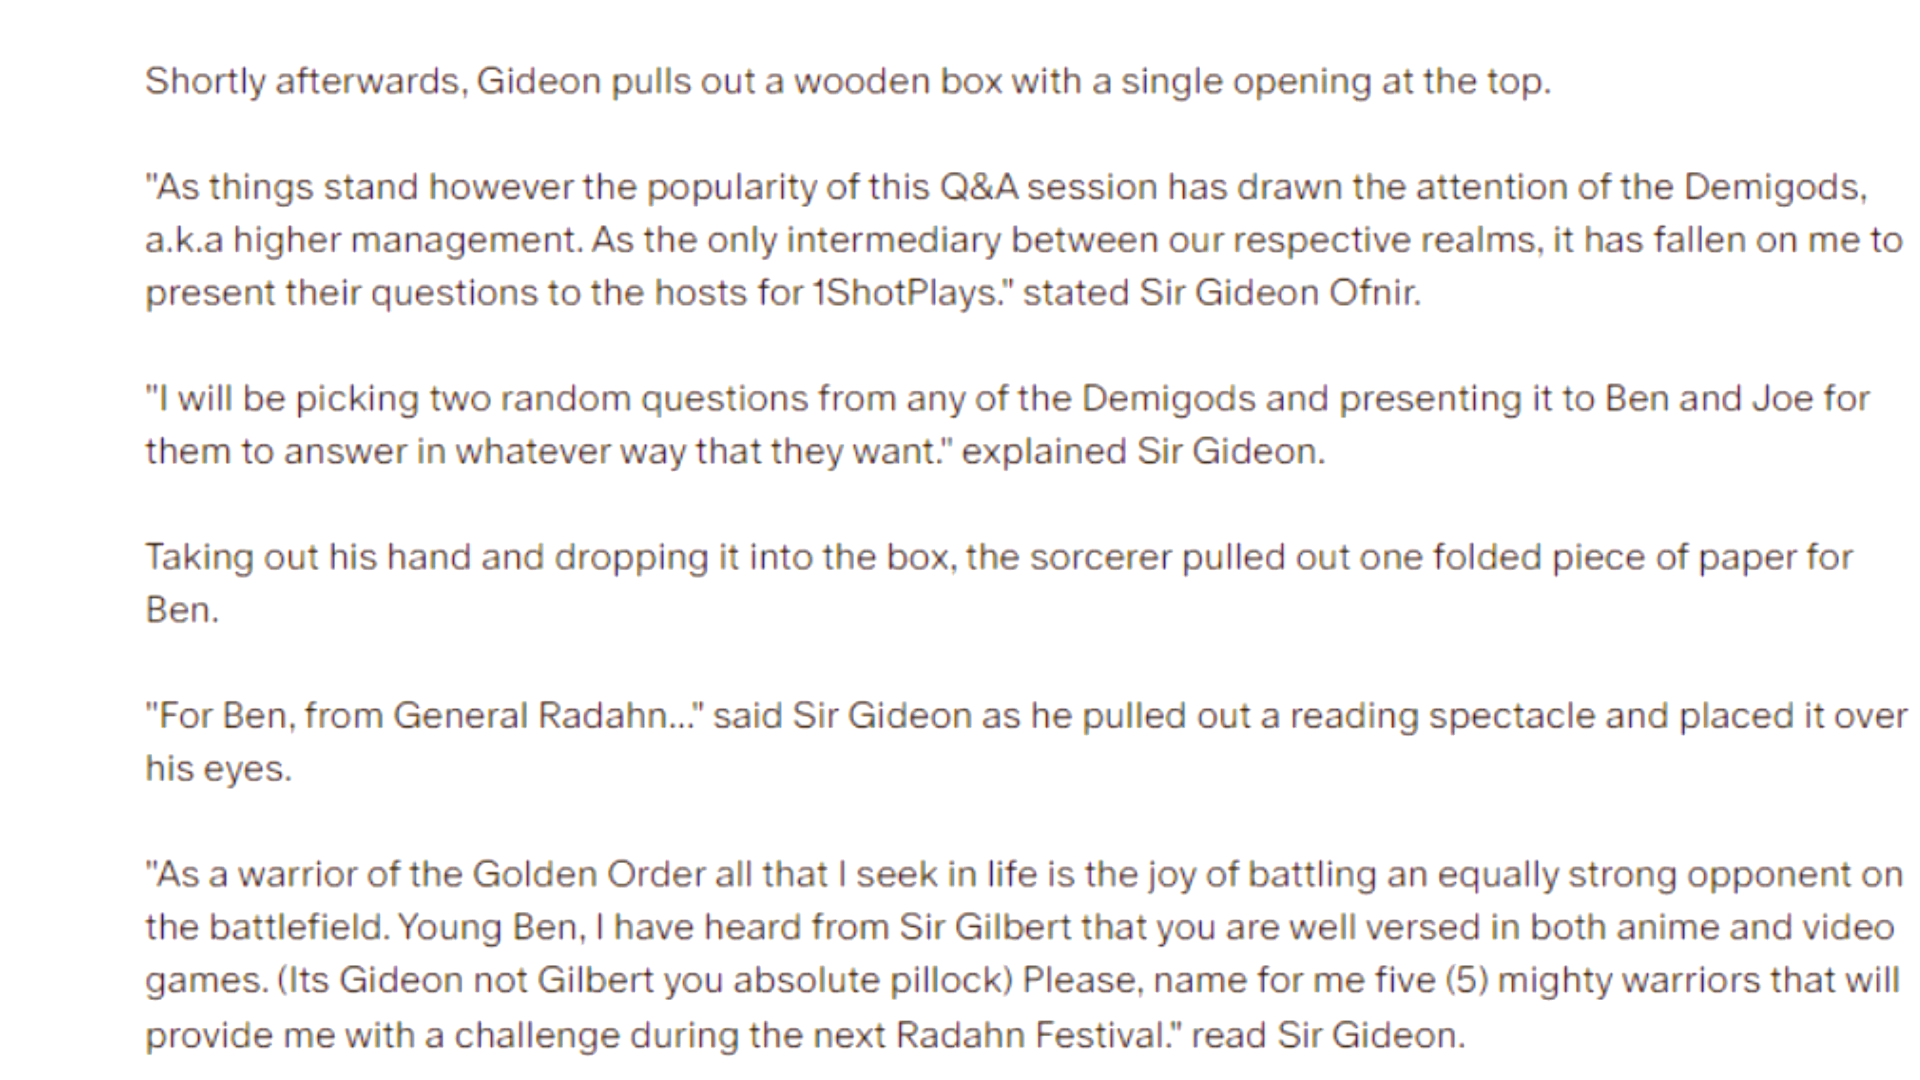 Shortly afterwards, Gideon pulls out a wooden box with a single opening at the top.
"As things stand however the popularity of this Q&A session has drawn the attention of the Demigods,
a.k.a higher management. As the only intermediary between our respective realms, it has fallen on me to
present their questions to the hosts for 1ShotPlays." stated Sir Gideon Ofnir.
"I will be picking two random questions from any of the Demigods and presenting it to Ben and Joe for
them to answer in whatever way that they want." explained Sir Gideon.
Taking out his hand and dropping it into the box, the sorcerer pulled out one folded piece of paper for
Ben.
"For Ben, from General Radahn..." said Sir Gideon as he pulled out a reading spectacle and placed it over
his eyes.
"As a warrior of the Golden Order all that I seek in life is the joy of battling an equally strong opponent on
the battlefield. Young Ben, I have heard from Sir Gilbert that you are well versed in both anime and video
games. (Its Gideon not Gilbert you absolute pillock) Please, name for me five (5) mighty warriors that will
provide me with a challenge during the next Radahn Festival." read Sir Gideon.